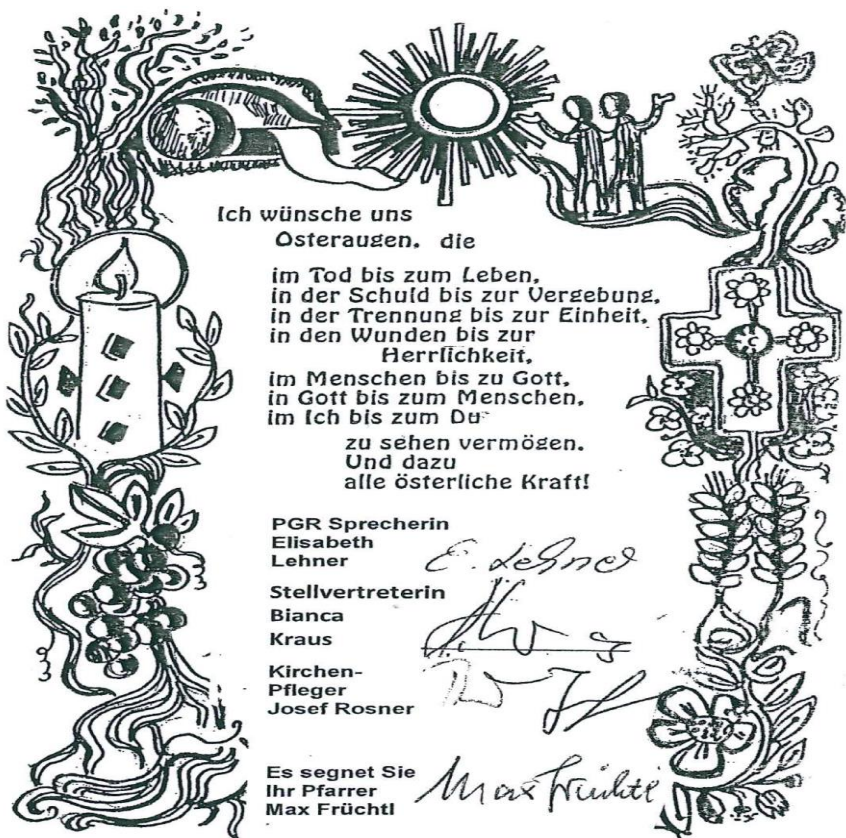 Ich wünsche uns
Osteraugen, die
im Tod bis zum Leben,
in der Schuld bis zur Vergebung,
in der Trennung bis zur Einheit,
in den Wunden bis zur
Herrlichkeit,
im Menschen bis zu Gott,
in Gott bis zum Menschen,
im Ich bis zum Du
zu sehen vermögen.
Und dazu
alle österliche Kraft!
PGR Sprecherin
Elisabeth
Lehner E. Lehner
Stellvertreterin
Bianca
Kraus
Kirchen-
Pfleger
Josef Rosner
Es segnet Sie
Ihr Pfarrer Max Früchtl
Max Früchtl